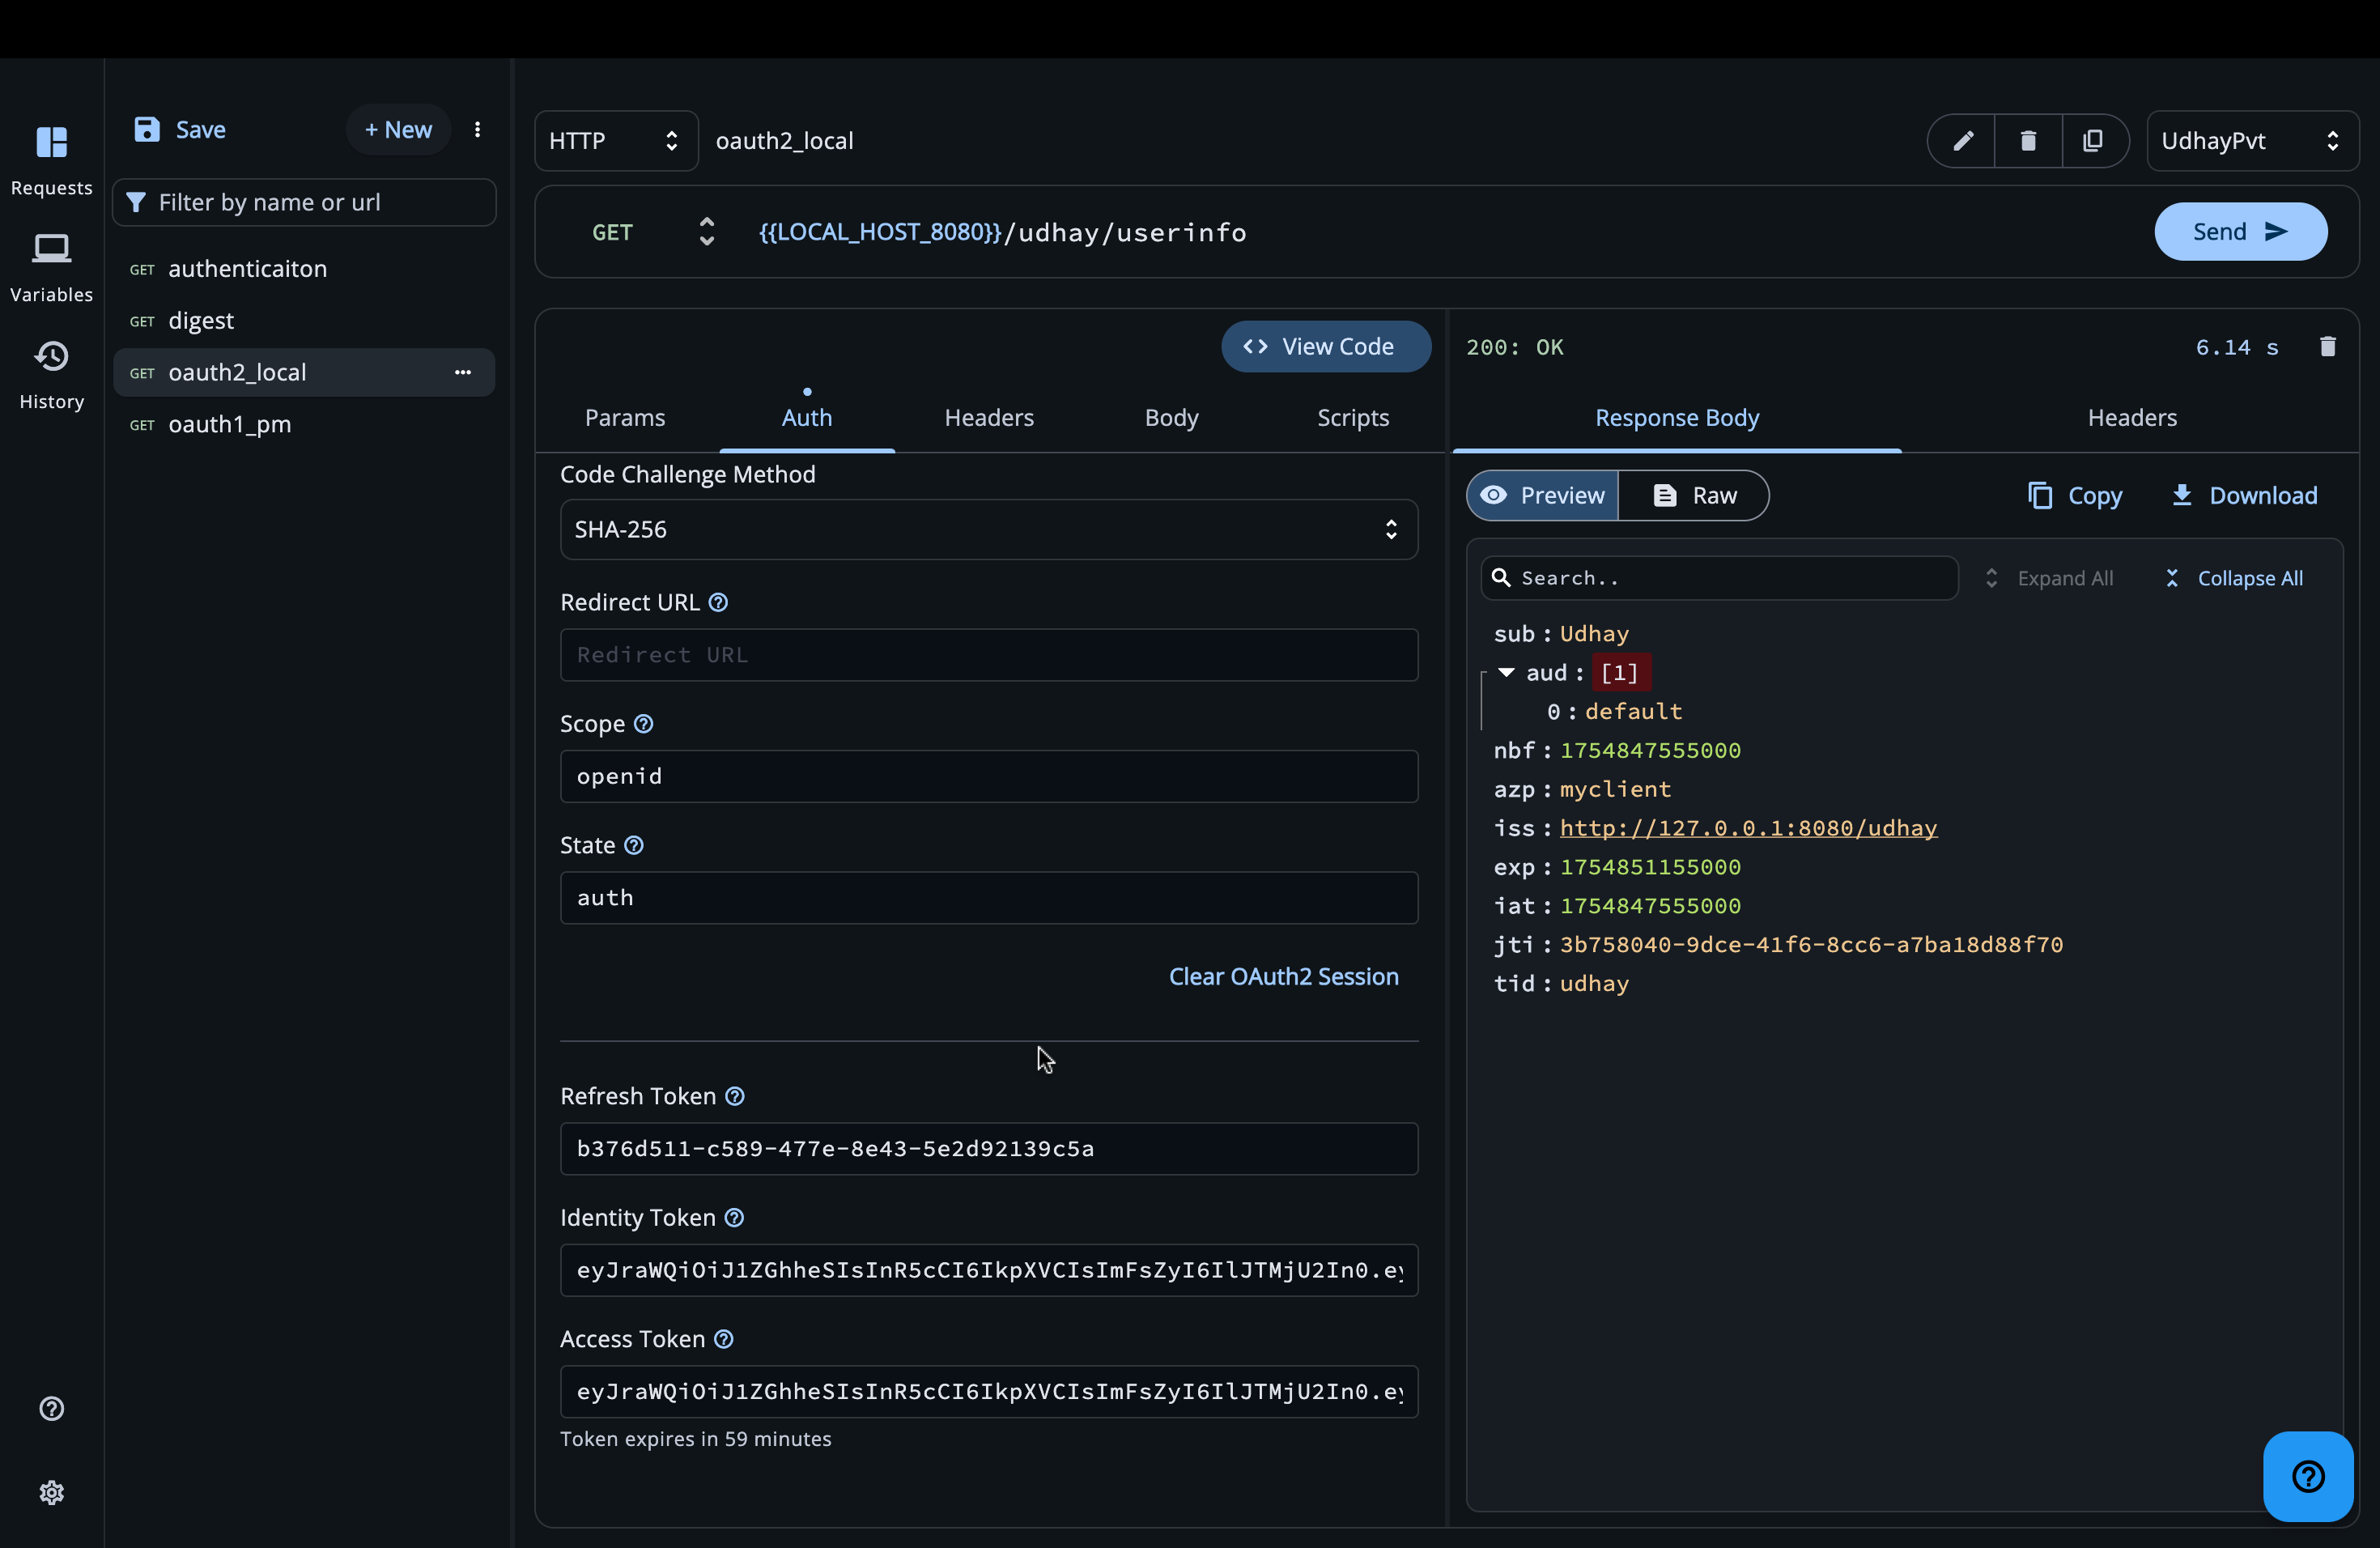 Requests
Variables
History
Save
+ New
Filter by name or url
GET authenticaiton
GET digest
GET oauth2_local
GET oauth1_pm
HTTP
oauth2_local
UdhayPvt
GET
{{LOCAL_HOST_8080}}/udhay/userinfo
Send
View Code
Params
Auth
Headers
Body
Scripts
Code Challenge Method
SHA-256
Redirect URL
Redirect URL
Scope
openid
State
auth
Clear OAuth2 Session
Refresh Token
b376d511-c589-477e-8e43-5e2d92139c5a
Identity Token
eyJraWQiOiJ1ZGhheSIsInR5cCI6IkpXVCIsImFsZyI6IlJTMjU2In0.ey
Access Token
eyJraWQiOiJ1ZGhheSIsInR5cCI6IkpXVCIsImFsZyI6IlJTMjU2In0.ey
Token expires in 59 minutes
200: OK
6.14 s
Response Body
Headers
Preview
Raw
Copy
Download
Search..
Expand All
Collapse All
sub : Udhay
aud : [1]
0 : default
nbf : 1754847555000
azp : myclient
iss : http://127.0.0.1:8080/udhay
exp : 1754851155000
iat : 1754847555000
jti : 3b758040-9dce-41f6-8cc6-a7ba18d88f70
tid : udhay